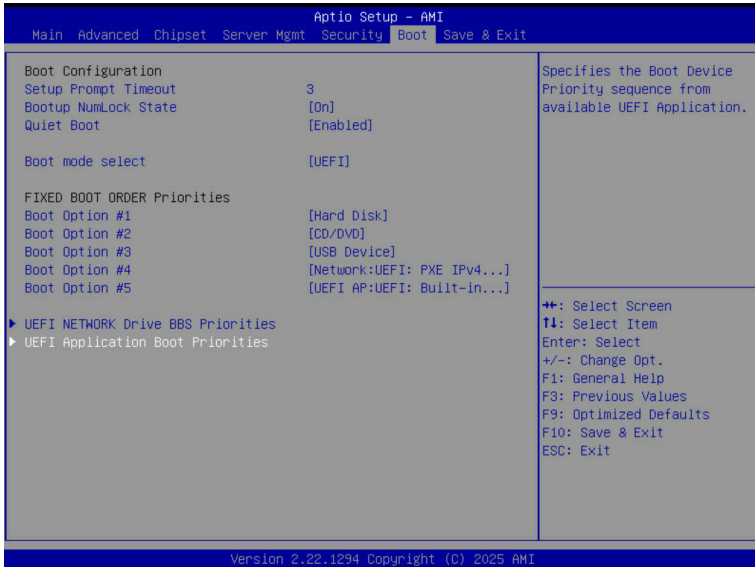 Aptio Setup – AMI
Main Advanced Chipset Server Mgmt Security Boot Save & Exit
Boot Configuration
Setup Prompt Timeout 3
Bootup NumLock State [On]
Quiet Boot [Enabled]
Boot mode select [UEFI]
FIXED BOOT ORDER Priorities
Boot Option #1 [Hard Disk]
Boot Option #2 [CD/DVD]
Boot Option #3 [USB Device]
Boot Option #4 [Network:UEFI: PXE IPv4...]
Boot Option #5 [UEFI AP:UEFI: Built-in...]
▶ UEFI NETWORK Drive BBS Priorities
▶ UEFI Application Boot Priorities
Specifies the Boot Device
Priority sequence from
available UEFI Application.
→←: Select Screen
↑↓: Select Item
Enter: Select
+/-: Change Opt.
F1: General Help
F3: Previous Values
F9: Optimized Defaults
F10: Save & Exit
ESC: Exit
Version 2.22.1294 Copyright (C) 2025 AMI